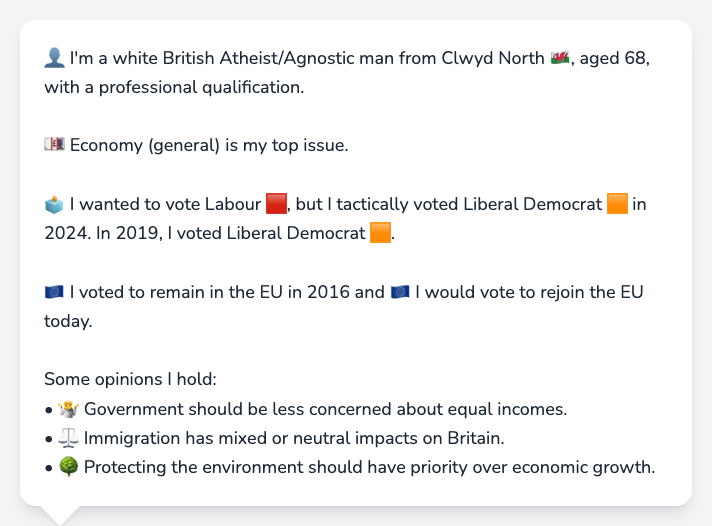 👤 I'm a white British Atheist/Agnostic man from Clwyd North 🏴󠁧󠁢󠁷󠁬󠁳󠁿, aged 68,
with a professional qualification.
💷 Economy (general) is my top issue.
🗳️ I wanted to vote Labour 🟥, but I tactically voted Liberal Democrat 🟧 in
2024. In 2019, I voted Liberal Democrat 🟧.
🇪🇺 I voted to remain in the EU in 2016 and 🇪🇺 I would vote to rejoin the EU
today.
Some opinions I hold:
• 🤷 Government should be less concerned about equal incomes.
• ⚖️ Immigration has mixed or neutral impacts on Britain.
• 🌳 Protecting the environment should have priority over economic growth.